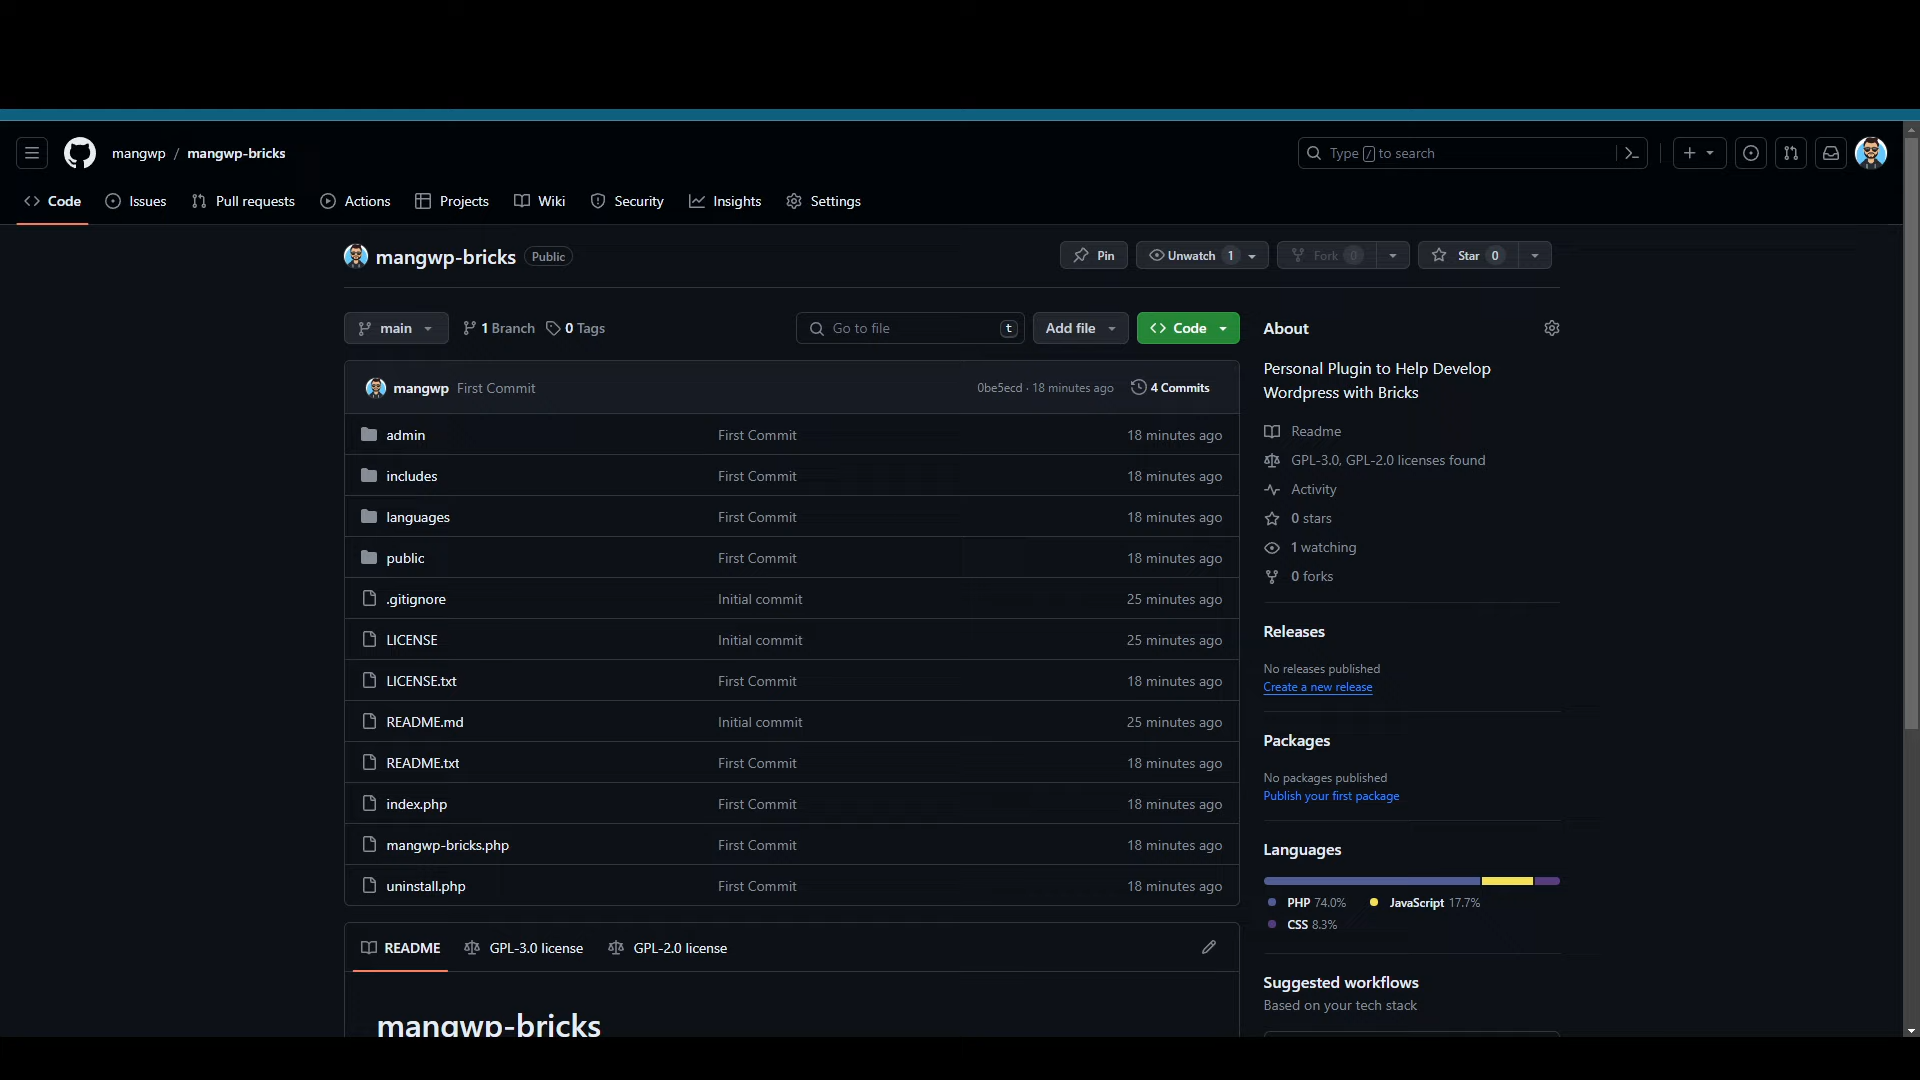 mangwp / mangwp-bricks
Type / to search
Code Issues Pull requests Actions Projects Wiki Security Insights Settings
mangwp-bricks Public
Pin Unwatch 1 Fork 0 Star 0
main 1 Branch 0 Tags Go to file t Add file Code
mangwp First Commit 0be5ecd · 18 minutes ago 4 Commits
admin First Commit 18 minutes ago
includes First Commit 18 minutes ago
languages First Commit 18 minutes ago
public First Commit 18 minutes ago
.gitignore Initial commit 25 minutes ago
LICENSE Initial commit 25 minutes ago
LICENSE.txt First Commit 18 minutes ago
README.md Initial commit 25 minutes ago
README.txt First Commit 18 minutes ago
index.php First Commit 18 minutes ago
mangwp-bricks.php First Commit 18 minutes ago
uninstall.php First Commit 18 minutes ago
README GPL-3.0 license GPL-2.0 license
mangwp-bricks
About
Personal Plugin to Help Develop
Wordpress with Bricks
Readme
GPL-3.0, GPL-2.0 licenses found
Activity
0 stars
1 watching
0 forks
Releases
No releases published
Create a new release
Packages
No packages published
Publish your first package
Languages
PHP 74.0% JavaScript 17.7%
CSS 8.3%
Suggested workflows
Based on your tech stack